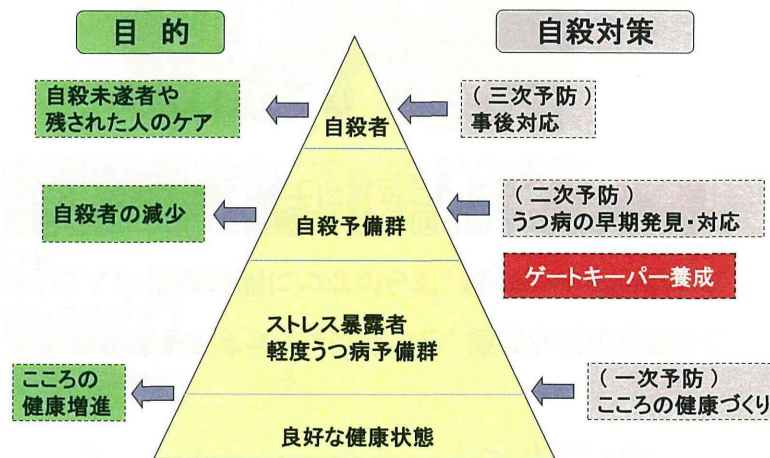 目 的
自殺対策
自殺未遂者や
残された人のケア
自殺者
（三次予防）
事後対応
自殺者の減少
自殺予備群
（二次予防）
うつ病の早期発見・対応
ゲートキーパー養成
ストレス暴露者
軽度うつ病予備群
こころの
健康増進
（一次予防）
こころの健康づくり
良好な健康状態